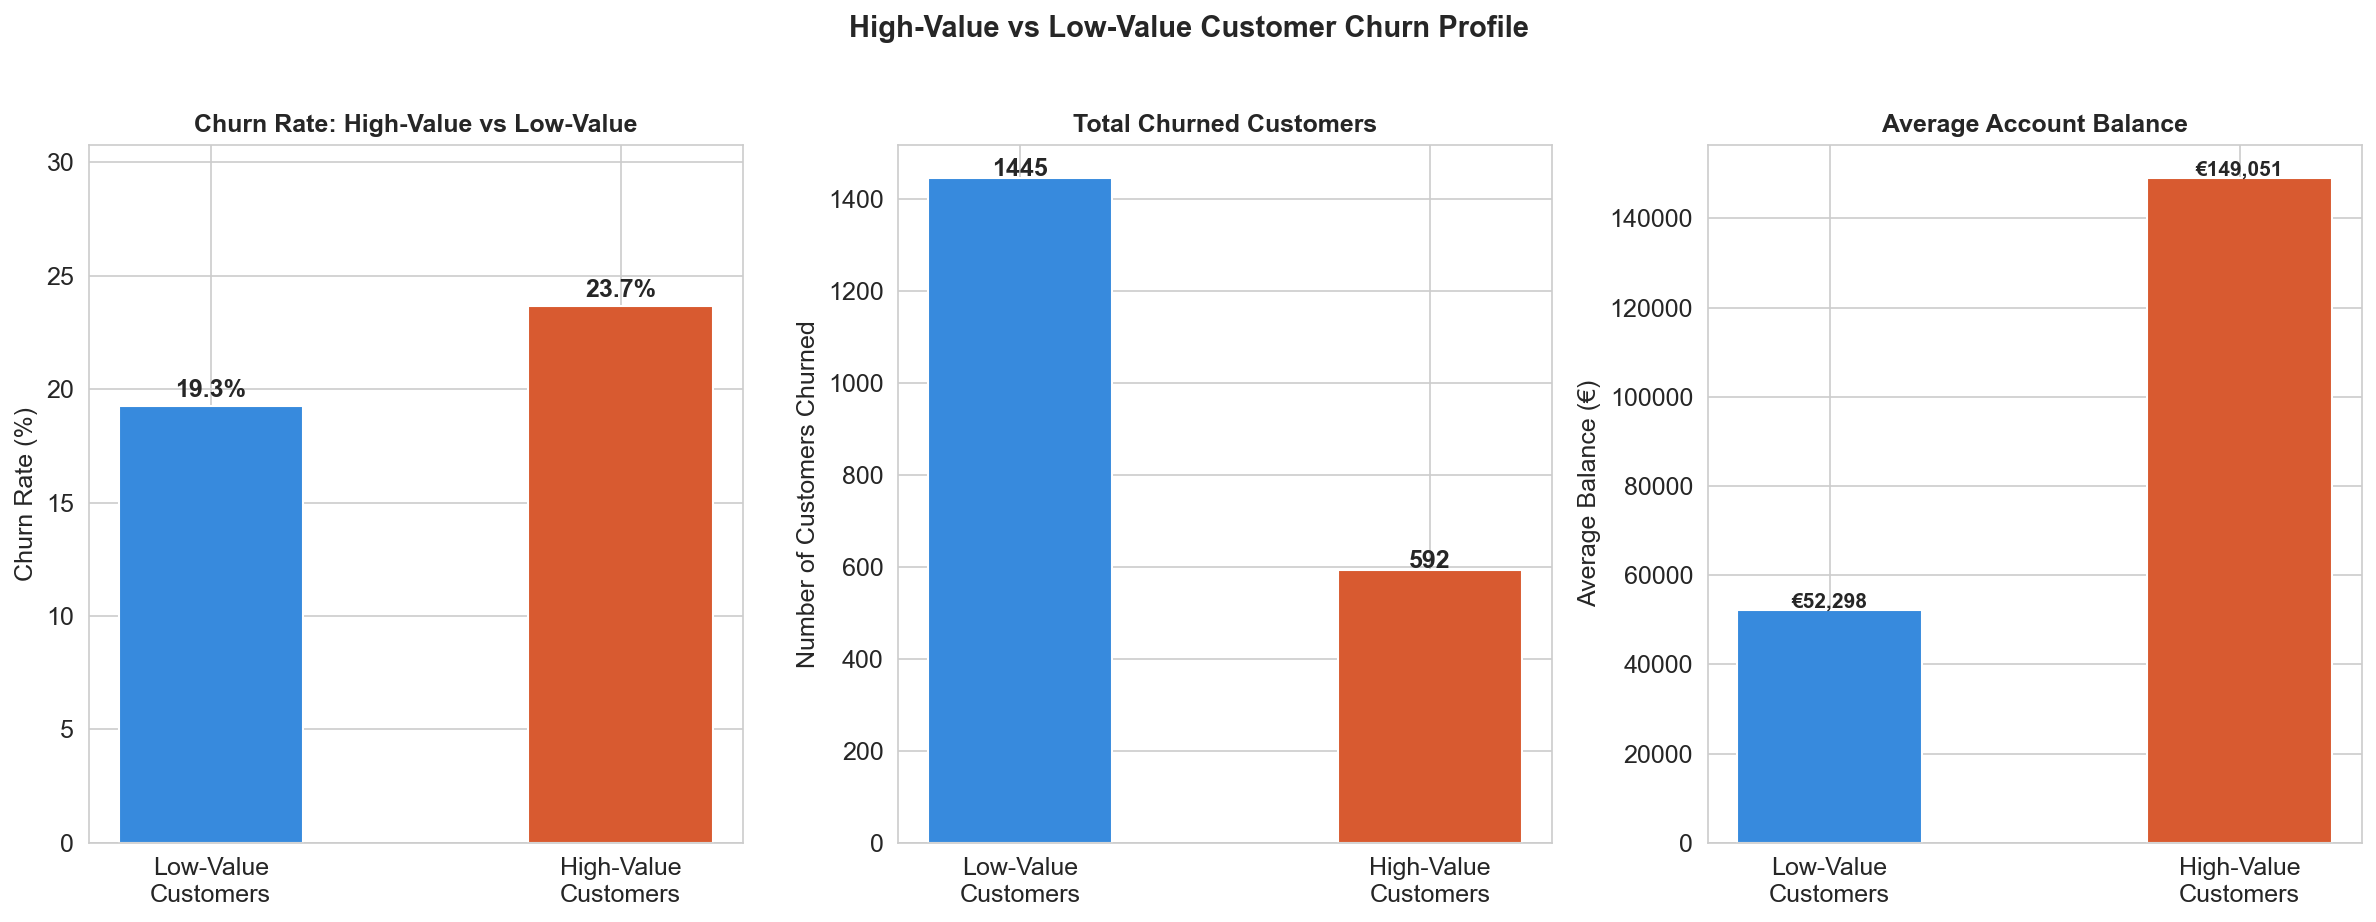 High-Value vs Low-Value Customer Churn Profile
Churn Rate: High-Value vs Low-Value
Churn Rate (%)
30
25
20
15
10
5
0
19.3%
23.7%
Low-Value
Customers
High-Value
Customers
Total Churned Customers
Number of Customers Churned
1400
1200
1000
800
600
400
200
0
1445
592
Low-Value
Customers
High-Value
Customers
Average Account Balance
Average Balance (€)
140000
120000
100000
80000
60000
40000
20000
0
€52,298
€149,051
Low-Value
Customers
High-Value
Customers